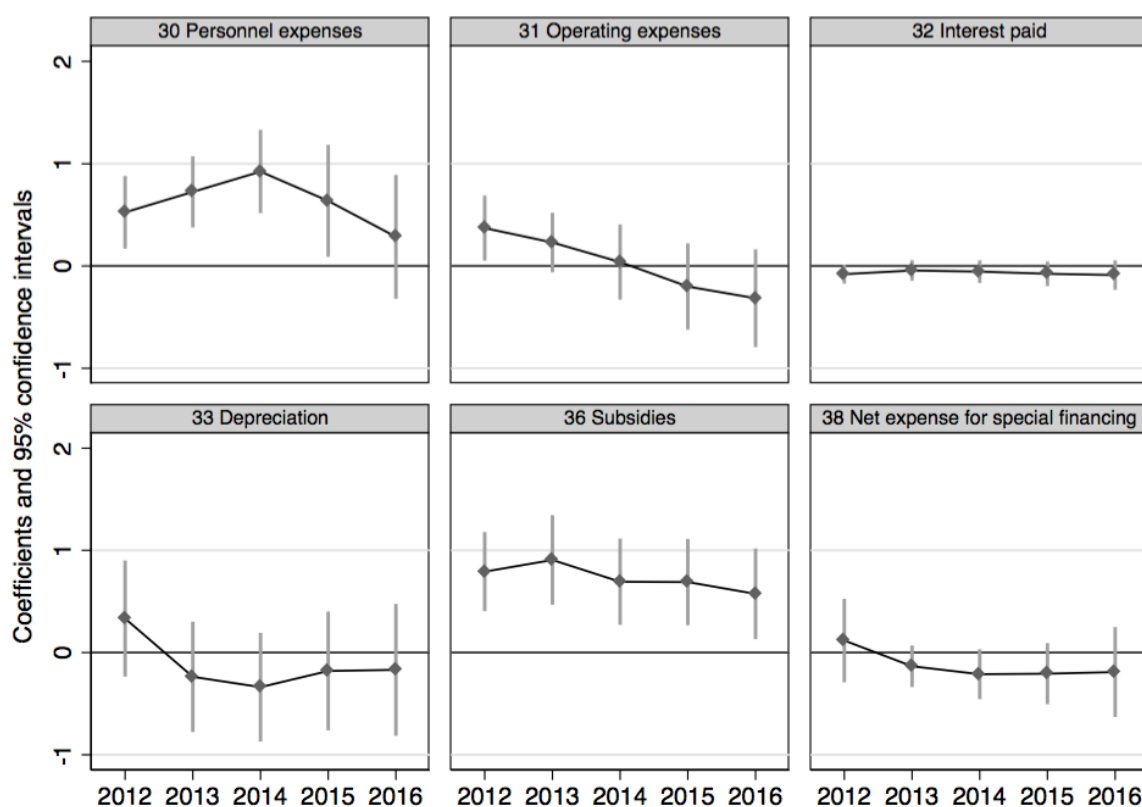 30 Personnel expenses
31 Operating expenses
32 Interest paid
2
1
0
-1
33 Depreciation
36 Subsidies
38 Net expense for special financing
2
1
0
-1
2012 2013 2014 2015 2016
2012 2013 2014 2015 2016
2012 2013 2014 2015 2016
Coefficients and 95% confidence intervals